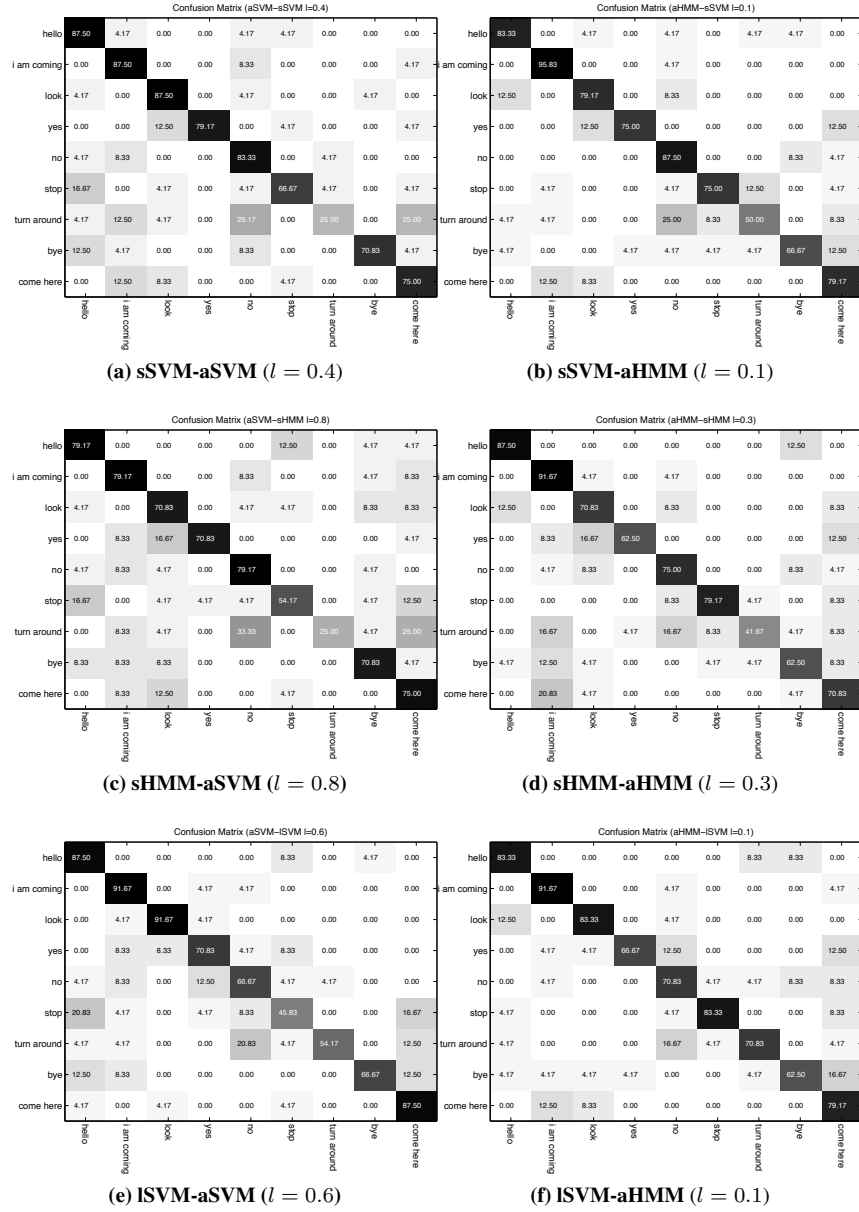 Confusion Matrix (aSVM−sSVM l=0.4)
hello 87.50 4.17 0.00 0.00 4.17 4.17 0.00 0.00 0.00
i am coming 0.00 87.50 0.00 0.00 8.33 0.00 0.00 0.00 4.17
look 4.17 0.00 87.50 0.00 4.17 0.00 0.00 4.17 0.00
yes 0.00 0.00 12.50 79.17 0.00 4.17 0.00 0.00 4.17
no 4.17 8.33 0.00 0.00 83.33 0.00 4.17 0.00 0.00
stop 16.67 0.00 4.17 0.00 4.17 66.67 4.17 0.00 4.17
turn around 4.17 12.50 4.17 0.00 29.17 0.00 25.00 0.00 25.00
bye 12.50 4.17 0.00 0.00 8.33 0.00 0.00 70.83 4.17
come here 0.00 12.50 8.33 0.00 0.00 4.17 0.00 0.00 75.00
hello i am coming look yes no stop turn around bye come here
(a) sSVM-aSVM (l = 0.4)
Confusion Matrix (aHMM−sSVM l=0.1)
hello 83.33 0.00 4.17 0.00 4.17 0.00 4.17 4.17 0.00
i am coming 0.00 95.83 0.00 0.00 4.17 0.00 0.00 0.00 0.00
look 12.50 0.00 79.17 0.00 8.33 0.00 0.00 0.00 0.00
yes 0.00 0.00 12.50 75.00 0.00 0.00 0.00 0.00 12.50
no 0.00 0.00 0.00 0.00 87.50 0.00 0.00 8.33 4.17
stop 0.00 4.17 0.00 0.00 4.17 75.00 12.50 0.00 4.17
turn around 4.17 4.17 0.00 0.00 25.00 8.33 50.00 0.00 8.33
bye 4.17 0.00 0.00 4.17 4.17 4.17 4.17 66.67 12.50
come here 0.00 12.50 8.33 0.00 0.00 0.00 0.00 0.00 79.17
hello i am coming look yes no stop turn around bye come here
(b) sSVM-aHMM (l = 0.1)
Confusion Matrix (aSVM−sHMM l=0.8)
hello 79.17 0.00 0.00 0.00 0.00 12.50 0.00 4.17 4.17
i am coming 0.00 79.17 0.00 0.00 8.33 0.00 0.00 4.17 8.33
look 4.17 0.00 70.83 0.00 4.17 4.17 0.00 8.33 8.33
yes 0.00 8.33 16.67 70.83 0.00 0.00 0.00 0.00 4.17
no 4.17 8.33 4.17 0.00 79.17 0.00 0.00 4.17 0.00
stop 16.67 0.00 4.17 4.17 4.17 54.17 0.00 4.17 12.50
turn around 0.00 8.33 4.17 0.00 33.33 0.00 25.00 4.17 25.00
bye 8.33 8.33 8.33 0.00 0.00 0.00 0.00 70.83 4.17
come here 0.00 8.33 12.50 0.00 0.00 4.17 0.00 0.00 75.00
hello i am coming look yes no stop turn around bye come here
(c) sHMM-aSVM (l = 0.8)
Confusion Matrix (aHMM−sHMM l=0.3)
hello 87.50 0.00 0.00 0.00 0.00 0.00 0.00 12.50 0.00
i am coming 0.00 91.67 4.17 0.00 4.17 0.00 0.00 0.00 0.00
look 12.50 0.00 70.83 0.00 8.33 0.00 0.00 0.00 8.33
yes 0.00 8.33 16.67 62.50 0.00 0.00 0.00 0.00 12.50
no 0.00 4.17 8.33 0.00 75.00 0.00 0.00 8.33 4.17
stop 0.00 0.00 0.00 0.00 8.33 79.17 4.17 0.00 8.33
turn around 0.00 16.67 0.00 4.17 16.67 8.33 41.67 4.17 8.33
bye 4.17 12.50 4.17 0.00 0.00 4.17 4.17 62.50 8.33
come here 0.00 20.83 4.17 0.00 0.00 0.00 0.00 4.17 70.83
hello i am coming look yes no stop turn around bye come here
(d) sHMM-aHMM (l = 0.3)
Confusion Matrix (aSVM−lSVM l=0.6)
hello 87.50 0.00 0.00 0.00 0.00 8.33 0.00 4.17 0.00
i am coming 0.00 91.67 0.00 4.17 4.17 0.00 0.00 0.00 0.00
look 0.00 4.17 91.67 4.17 0.00 0.00 0.00 0.00 0.00
yes 0.00 8.33 8.33 70.83 4.17 8.33 0.00 0.00 0.00
no 4.17 8.33 0.00 12.50 66.67 4.17 4.17 0.00 0.00
stop 20.83 4.17 0.00 4.17 8.33 45.83 0.00 0.00 16.67
turn around 4.17 4.17 0.00 0.00 20.83 4.17 54.17 0.00 12.50
bye 12.50 8.33 0.00 0.00 0.00 0.00 0.00 66.67 12.50
come here 4.17 0.00 4.17 0.00 0.00 4.17 0.00 0.00 87.50
hello i am coming look yes no stop turn around bye come here
(e) lSVM-aSVM (l = 0.6)
Confusion Matrix (aHMM−lSVM l=0.1)
hello 83.33 0.00 0.00 0.00 0.00 0.00 8.33 8.33 0.00
i am coming 0.00 91.67 0.00 0.00 4.17 0.00 0.00 0.00 4.17
look 12.50 0.00 83.33 0.00 4.17 0.00 0.00 0.00 0.00
yes 0.00 4.17 4.17 66.67 12.50 0.00 0.00 0.00 12.50
no 0.00 0.00 0.00 0.00 70.83 4.17 4.17 8.33 8.33
stop 4.17 0.00 0.00 0.00 4.17 83.33 0.00 0.00 8.33
turn around 4.17 0.00 0.00 0.00 16.67 4.17 70.83 0.00 4.17
bye 4.17 4.17 4.17 4.17 0.00 0.00 4.17 62.50 16.67
come here 0.00 12.50 8.33 0.00 0.00 0.00 0.00 0.00 79.17
hello i am coming look yes no stop turn around bye come here
(f) lSVM-aHMM (l = 0.1)